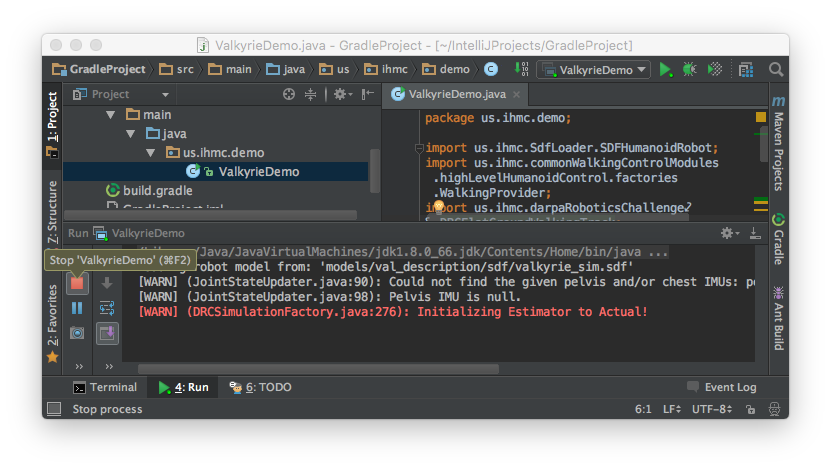 ValkyrieDemo.java - GradleProject - [~/IntelliJProjects/GradleProject]
GradleProject src main java us ihmc demo ValkyrieDemo
1: Project
Z: Structure
2: Favorites
Project
main
java
us.ihmc.demo
ValkyrieDemo
build.gradle
GradleProject.iml
ValkyrieDemo.java
package us.ihmc.demo;
import us.ihmc.SdfLoader.SDFHumanoidRobot;
import us.ihmc.commonWalkingControlModules
.highLevelHumanoidControl.factories
.WalkingProvider;
import us.ihmc.darpaRoboticsChallenge
.DRCFlatGroundWalkingTrack;
Maven Projects
Gradle
Ant Build
Run ValkyrieDemo
Stop 'ValkyrieDemo' (⌘F2)
/Java/JavaVirtualMachines/jdk1.8.0_66.jdk/Contents/Home/bin/java ...
robot model from: 'models/val_description/sdf/valkyrie_sim.sdf'
[WARN] (JointStateUpdater.java:90): Could not find the given pelvis and/or chest IMUs:
[WARN] (JointStateUpdater.java:98): Pelvis IMU is null.
[WARN] (DRCSimulationFactory.java:276): Initializing Estimator to Actual!
Terminal 4: Run 6: TODO Event Log
Stop process 6:1 LF UTF-8